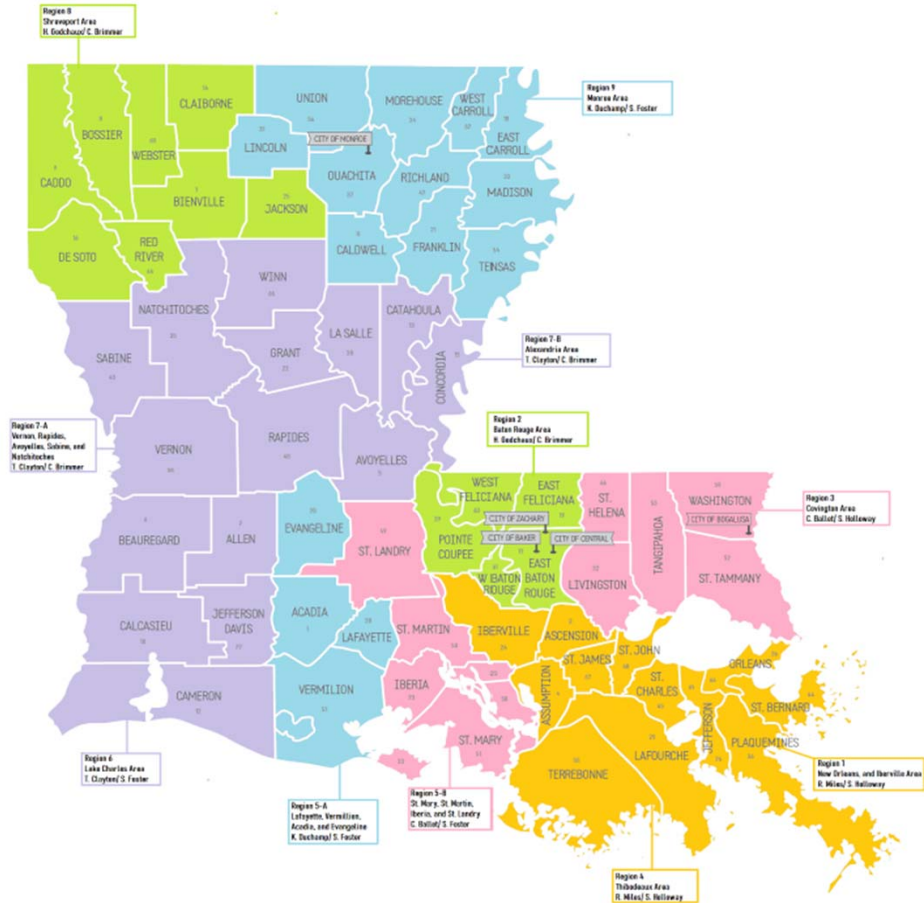 Region 8
Shreveport Area
H. Godchaux/ C. Brimmer
Region 9
Monroe Area
K. Duchamp/ S. Foster
CLAIBORNE
UNION
MOREHOUSE
WEST
CARROLL
BOSSIER
WEBSTER
LINCOLN
CITY OF MONROE
EAST
CARROLL
CADDO
BIENVILLE
JACKSON
OUACHITA
RICHLAND
MADISON
DE SOTO
RED
RIVER
CALDWELL
FRANKLIN
TENSAS
WINN
NATCHITOCHES
CATAHOULA
LA SALLE
SABINE
GRANT
CONCORDIA
Region 7-B
Alexandria Area
T. Clayton/ C. Brimmer
Region 7-A
Vernon, Rapides,
Avoyelles, Sabine, and
Natchitoches
T. Clayton/ C. Brimmer
VERNON
RAPIDES
AVOYELLES
Region 2
Baton Rouge Area
H. Godchaux/ C. Brimmer
WEST
FELICIANA
EAST
FELICIANA
ST.
HELENA
TANGIPAHOA
WASHINGTON
CITY OF BOGALUSA
Region 3
Covington Area
C. Ballot/ S. Holloway
CITY OF ZACHARY
CITY OF BAKER
CITY OF CENTRAL
BEAUREGARD
ALLEN
EVANGELINE
ST. LANDRY
POINTE
COUPEE
W BATON
ROUGE
EAST
BATON
ROUGE
LIVINGSTON
ST. TAMMANY
CALCASIEU
JEFFERSON
DAVIS
ACADIA
LAFAYETTE
ST. MARTIN
IBERVILLE
ASCENSION
ST. JAMES
ST. JOHN
ORLEANS
CAMERON
VERMILION
IBERIA
ASSUMPTION
ST.
CHARLES
JEFFERSON
ST. BERNARD
ST. MARY
TERREBONNE
LAFOURCHE
PLAQUEMINES
Region 6
Lake Charles Area
T. Clayton/ S. Foster
Region 5-A
Lafayette, Vermillion,
Acadia, and Evangeline
K. Duchamp/ S. Foster
Region 5-B
St. Mary, St. Martin,
Iberia, and St. Landry
C. Ballot/ S. Foster
Region 1
New Orleans, and Iberville Area
R. Miles/ S. Holloway
Region 4
Thibodaux Area
R. Miles/ S. Holloway